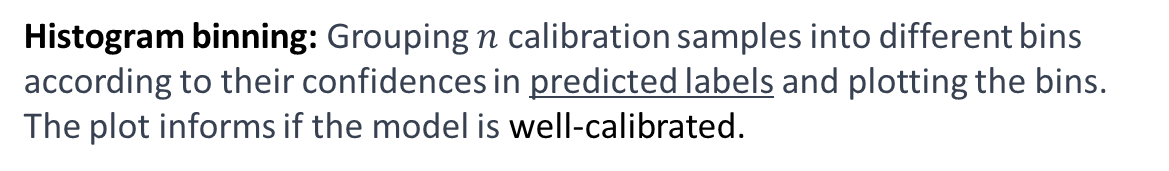 Histogram binning: Grouping n calibration samples into different bins
according to their confidences in predicted labels and plotting the bins.
The plot informs if the model is well-calibrated.